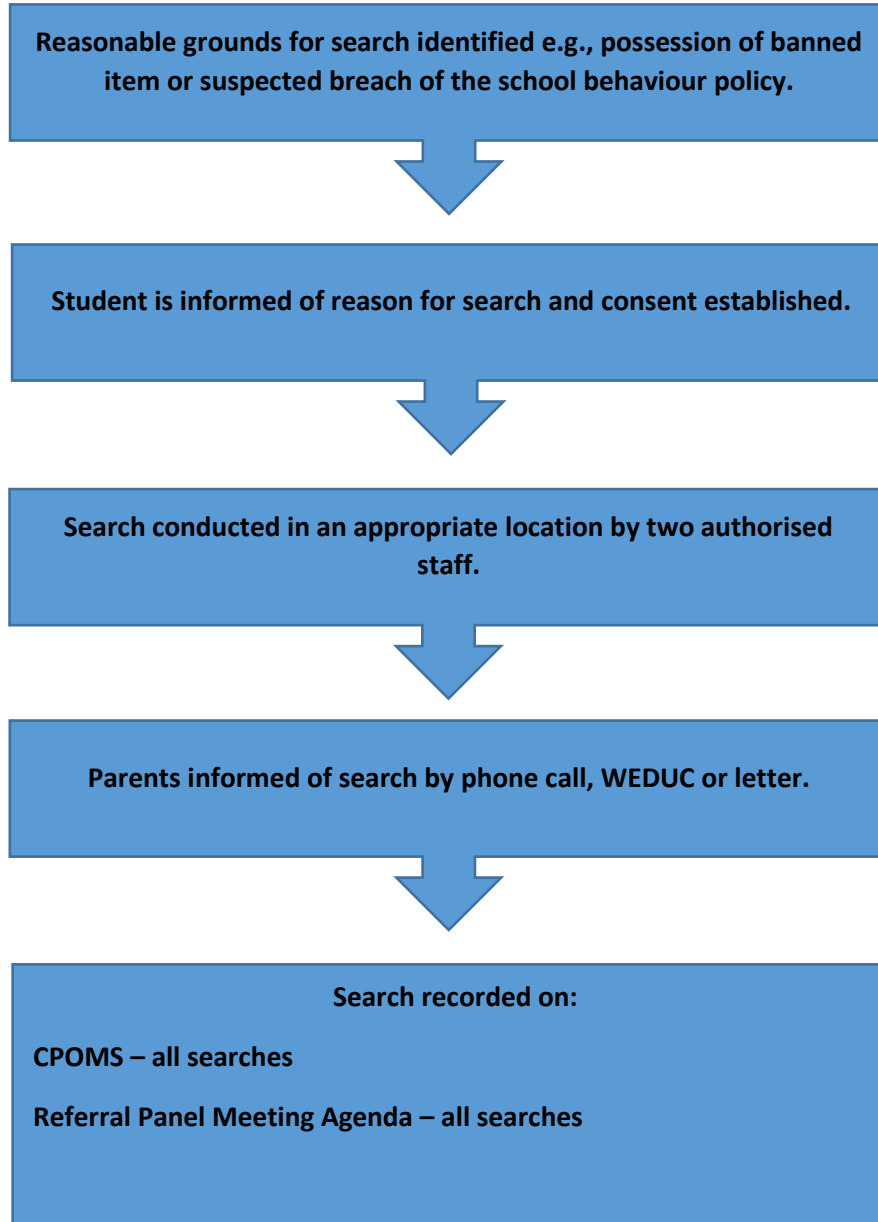 Reasonable grounds for search identified e.g., possession of banned
item or suspected breach of the school behaviour policy.
Student is informed of reason for search and consent established.
Search conducted in an appropriate location by two authorised
staff.
Parents informed of search by phone call, WEDUC or letter.
Search recorded on:
CPOMS – all searches
Referral Panel Meeting Agenda – all searches